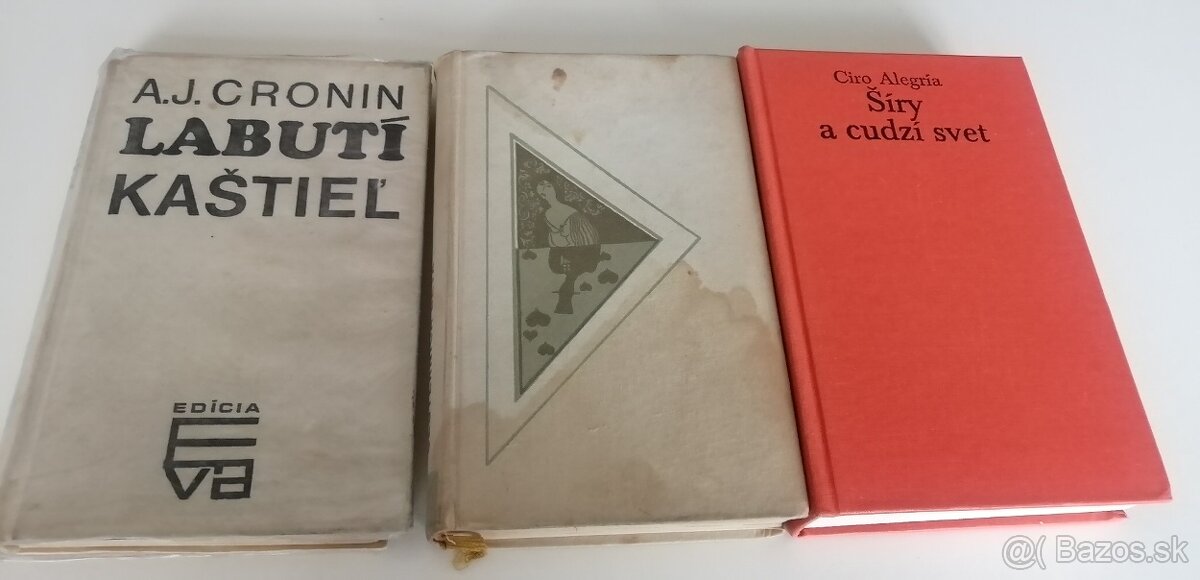 A.J. CRONIN
LABUTÍ
KAŠTIEĽ
EDÍCIA
EVA
Ciro Alegría
Šíry
a cudzí svet
@( Bazos.sk